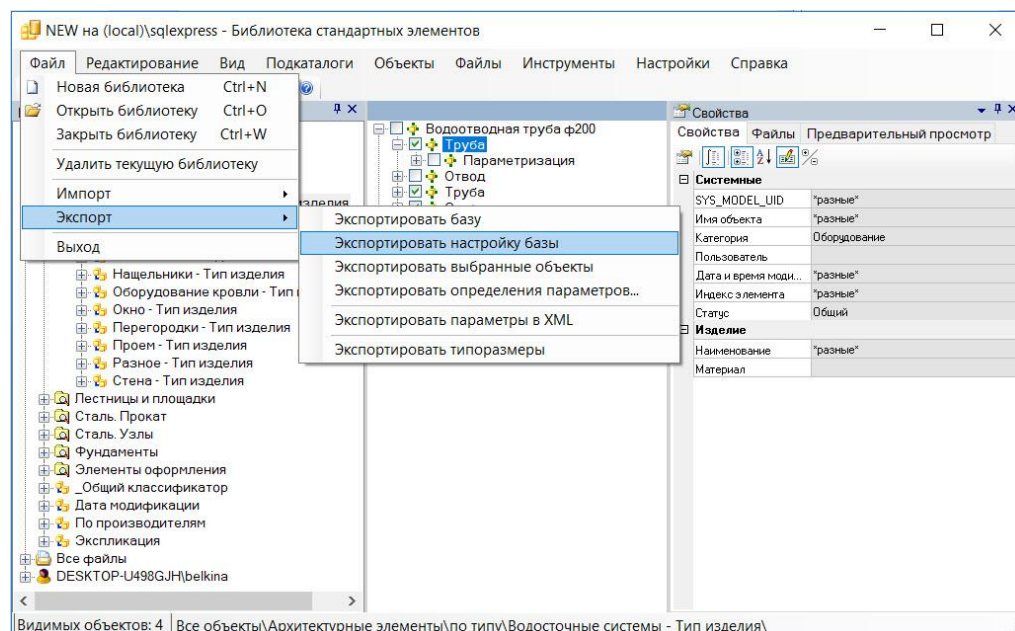 NEW на (local)\sqlexpress - Библиотека стандартных элементов
Файл Редактирование Вид Подкаталоги Объекты Файлы Инструменты Настройки Справка
Новая библиотека Ctrl+N
Открыть библиотеку Ctrl+O
Закрыть библиотеку Ctrl+W
Удалить текущую библиотеку
Импорт
Экспорт
Выход
Экспортировать базу
Экспортировать настройку базы
Экспортировать выбранные объекты
Экспортировать определения параметров...
Экспортировать параметры в XML
Экспортировать типоразмеры
Нащельники - Тип изделия
Оборудование кровли - Тип
Окно - Тип изделия
Перегородки - Тип изделия
Проем - Тип изделия
Разное - Тип изделия
Стена - Тип изделия
Лестницы и площадки
Сталь. Прокат
Сталь. Узлы
Фундаменты
Элементы оформления
_Общий классификатор
Дата модификации
По производителям
Экспликация
Все файлы
DESKTOP-U498GJH\belkina
Водоотводная труба ф200
Труба
Параметризация
Отвод
Труба
Свойства
Свойства Файлы Предварительный просмотр
Системные
SYS_MODEL_UID *разные*
Имя объекта *разные*
Категория Оборудование
Пользователь
Дата и время моди... *разные*
Индекс элемента *разные*
Статус Общий
Изделие
Наименование *разные*
Материал
Видимых объектов: 4 Все объекты\Архитектурные элементы\по типу\Водосточные системы - Тип изделия\